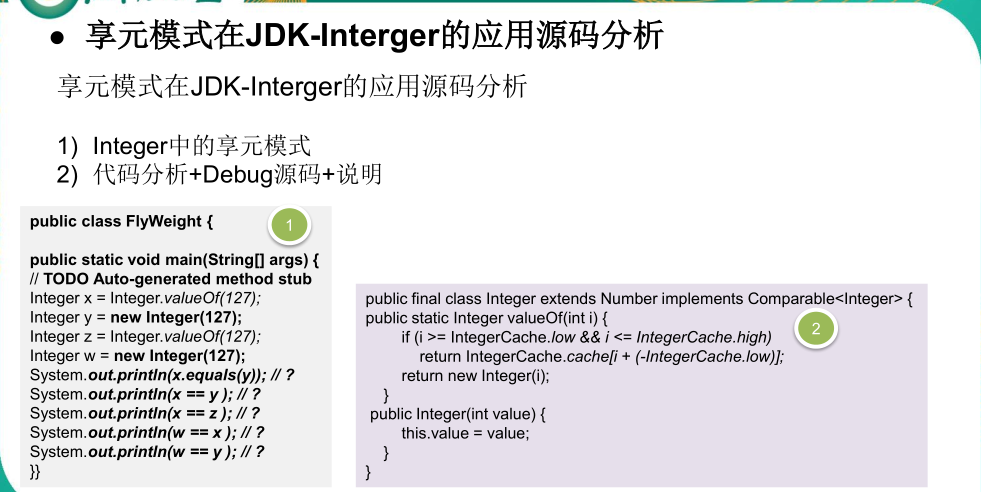 ● 享元模式在JDK-Interger的应用源码分析
享元模式在JDK-Interger的应用源码分析
1) Integer中的享元模式
2) 代码分析+Debug源码+说明
public class FlyWeight {
1
public static void main(String[] args) {
// TODO Auto-generated method stub
Integer x = Integer.valueOf(127);
Integer y = new Integer(127);
Integer z = Integer.valueOf(127);
Integer w = new Integer(127);
System.out.println(x.equals(y)); // ?
System.out.println(x == y ); // ?
System.out.println(x == z ); // ?
System.out.println(w == x ); // ?
System.out.println(w == y ); // ?
}}
public final class Integer extends Number implements Comparable<Integer> {
public static Integer valueOf(int i) {
2
if (i >= IntegerCache.low && i <= IntegerCache.high)
return IntegerCache.cache[i + (-IntegerCache.low)];
return new Integer(i);
}
public Integer(int value) {
this.value = value;
}
}